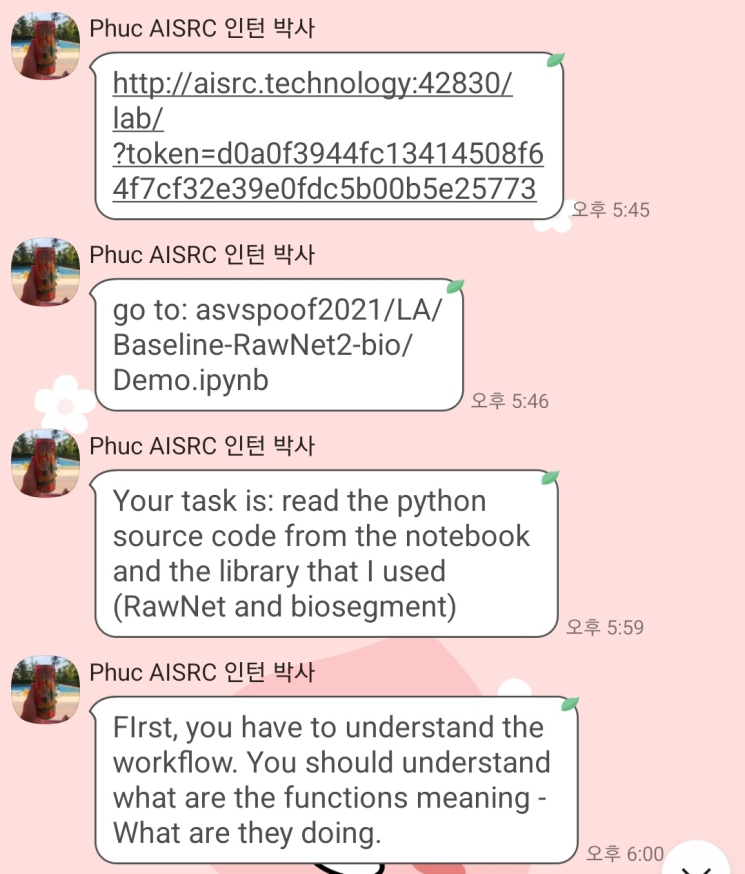 Phuc AISRC 인턴 박사
http://aisrc.technology:42830/
lab/
?token=d0a0f3944fc13414508f6
4f7cf32e39e0fdc5b00b5e25773
오후 5:45
Phuc AISRC 인턴 박사
go to: asvspoof2021/LA/
Baseline-RawNet2-bio/
Demo.ipynb
오후 5:46
Phuc AISRC 인턴 박사
Your task is: read the python
source code from the notebook
and the library that I used
(RawNet and biosegment)
오후 5:59
Phuc AISRC 인턴 박사
FIrst, you have to understand the
workflow. You should understand
what are the functions meaning -
What are they doing.
오후 6:00